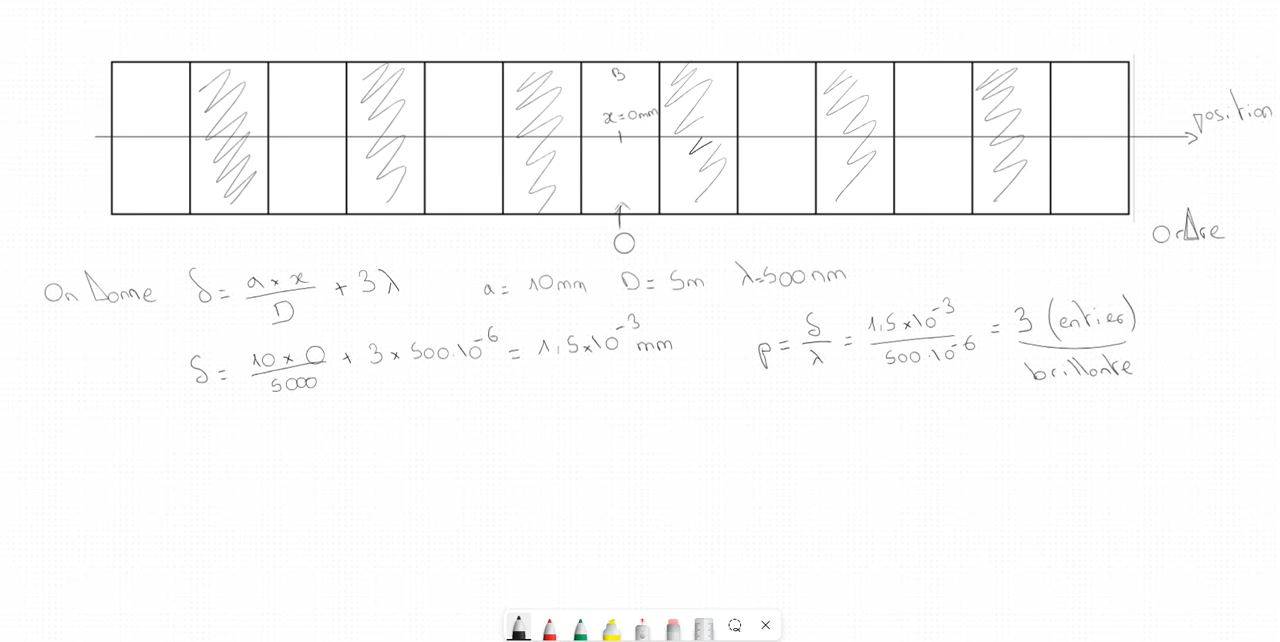 B
x=0mm
position
O
Ordre
On Donne δ = a × x / D + 3λ a = 10mm D = 5m λ=500nm
δ = 10 × 0 / 5000 + 3 × 500.10^-6 = 1,5×10^-3 mm p = δ / λ = 1,5×10^-3 / 500.10^-6 = 3 (entier) / brillante